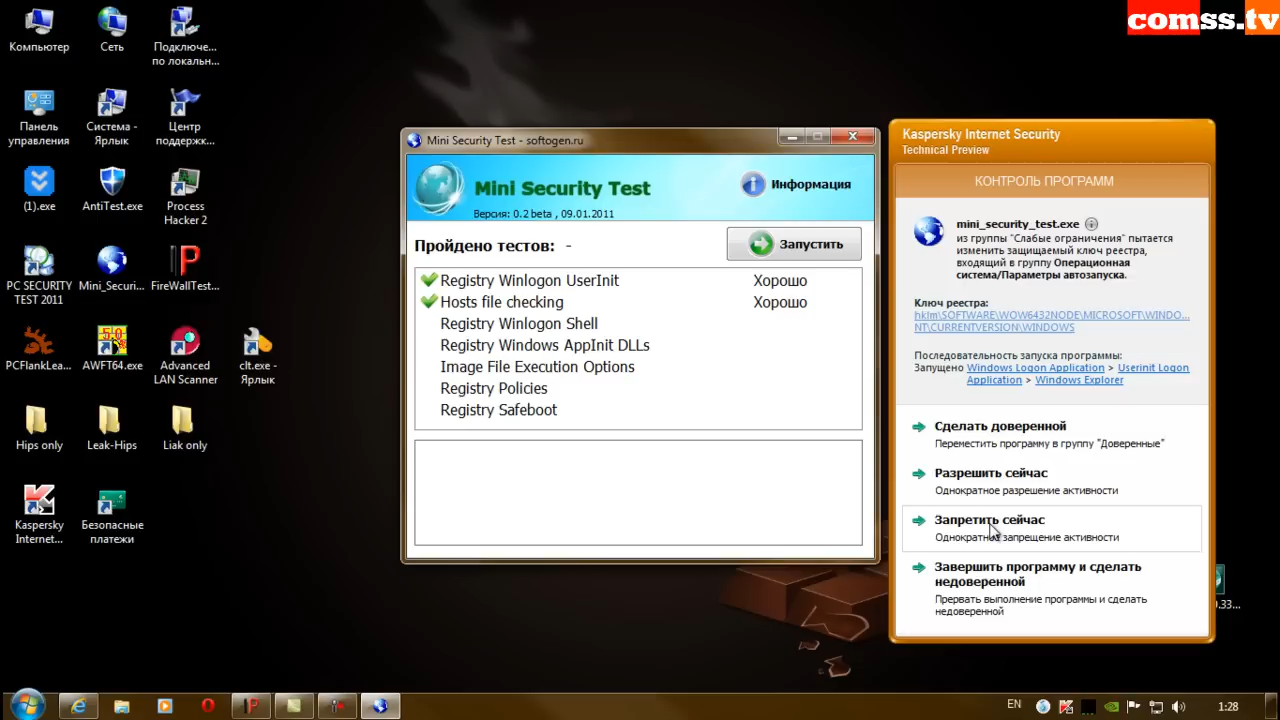 comss.tv
Компьютер
Сеть
Подключе...
по локальн...
Панель
управления
Система -
Ярлык
Центр
поддержк...
(1).exe
AntiTest.exe
Process
Hacker 2
PC SECURITY
TEST 2011
Mini_Securi...
FireWallTest...
PCFlankLea...
AWFT64.exe
Advanced
LAN Scanner
clt.exe -
Ярлык
Hips only
Leak-Hips
Liak only
Kaspersky
Internet...
Безопасные
платежи
Mini Security Test - softogen.ru
Mini Security Test
Информация
Версия: 0.2 beta , 09.01.2011
Пройдено тестов: -
Запустить
Registry Winlogon UserInit Хорошо
Hosts file checking Хорошо
Registry Winlogon Shell
Registry Windows AppInit DLLs
Image File Execution Options
Registry Policies
Registry Safeboot
Kaspersky Internet Security
Technical Preview
КОНТРОЛЬ ПРОГРАММ
mini_security_test.exe
из группы "Слабые ограничения" пытается
изменить защищаемый ключ реестра,
входящий в группу Операционная
система/Параметры автозапуска.
Ключ реестра:
hklm\SOFTWARE\WOW6432NODE\MICROSOFT\WINDO...
NT\CURRENTVERSION\WINDOWS
Последовательность запуска программы:
Запущено Windows Logon Application > Userinit Logon
Application > Windows Explorer
Сделать доверенной
Переместить программу в группу "Доверенные"
Разрешить сейчас
Однократное разрешение активности
Запретить сейчас
Однократное запрещение активности
Завершить программу и сделать
недоверенной
Прервать выполнение программы и сделать
недоверенной
.33...
EN
1:28